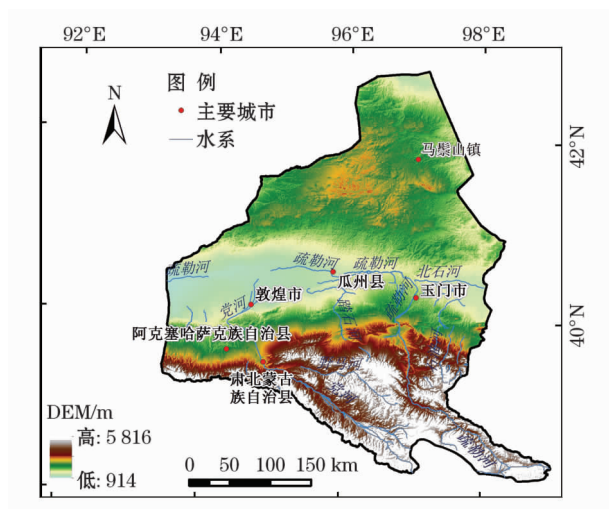 92°E
94°E
96°E
98°E
图 例
主要城市
水系
N
马鬃山镇
42°N
疏勒河
疏勒河
疏勒河
北石河
瓜州县
疏勒河
玉门市
党河
敦煌市
40°N
阿克塞哈萨克族自治县
肃北蒙古
族自治县
DEM/m
高: 5 816
低: 914
0 50 100 150 km